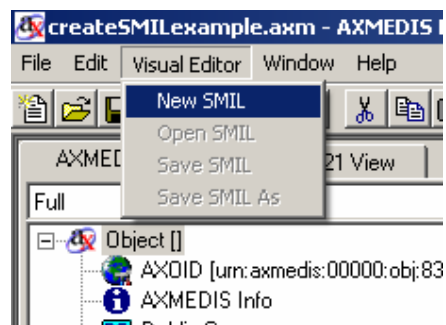 createSMILexample.axm - AXMEDIS
File Edit Visual Editor Window Help
New SMIL
Open SMIL
Save SMIL
Save SMIL As
AXMED
21 View
Full
Object []
AXOID [urn:axmedis:00000:obj:83
AXMEDIS Info